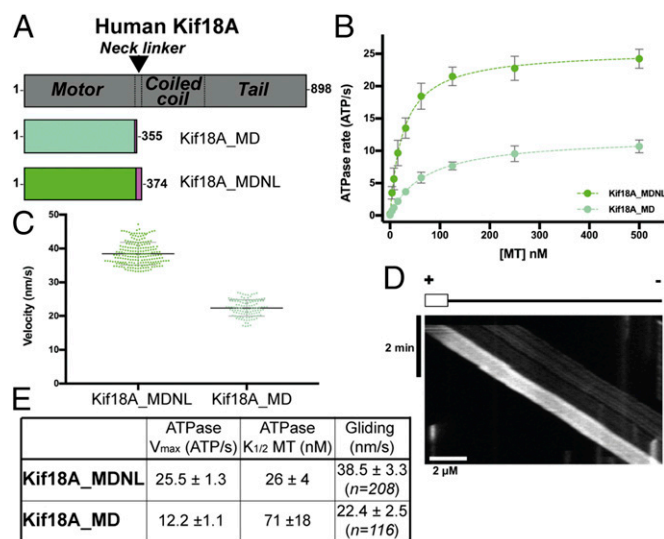 A
Human Kif18A
Neck linker
1
Motor
Coiled
coil
Tail
898
1
355
Kif18A_MD
1
374
Kif18A_MDNL
B
ATPase rate (ATP/s)
25
20
15
10
5
0
0
100
200
300
400
500
[MT] nM
Kif18A_MDNL
Kif18A_MD
C
Velocity (nm/s)
50
40
30
20
10
0
Kif18A_MDNL
Kif18A_MD
D
+
-
2 min
2 µM
E
ATPase
Vmax (ATP/s)
ATPase
K1/2 MT (nM)
Gliding
(nm/s)
Kif18A_MDNL
25.5 ± 1.3
26 ± 4
38.5 ± 3.3
(n=208)
Kif18A_MD
12.2 ±1.1
71 ±18
22.4 ± 2.5
(n=116)